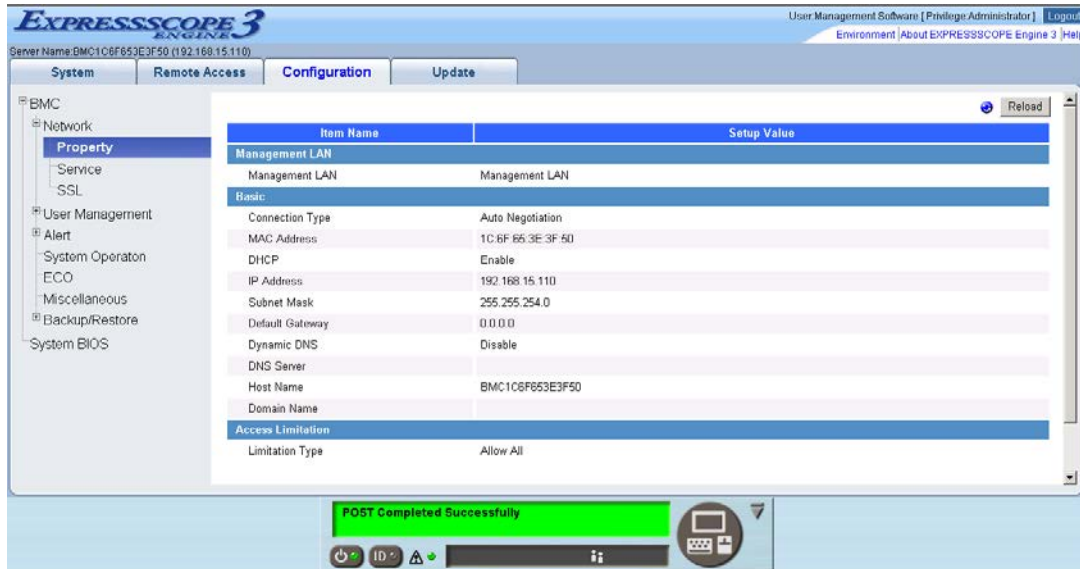 EXPRESSSCOPE ENGINE 3
User:Management Software [ Privilege:Administrator ] Logout
Environment |About EXPRESSSCOPE Engine 3 |Help
Server Name:BMC1C6F653E3F50 (192.168.15.110)
System Remote Access Configuration Update
BMC
Network
Property
Service
SSL
User Management
Alert
System Operaton
ECO
Miscellaneous
Backup/Restore
System BIOS
Reload
Item Name Setup Value
Management LAN
Management LAN Management LAN
Basic
Connection Type Auto Negotiation
MAC Address 1C:6F:65:3E:3F:50
DHCP Enable
IP Address 192.168.15.110
Subnet Mask 255.255.254.0
Default Gateway 0.0.0.0
Dynamic DNS Disable
DNS Server
Host Name BMC1C6F653E3F50
Domain Name
Access Limitation
Limitation Type Allow All
POST Completed Successfully
ID